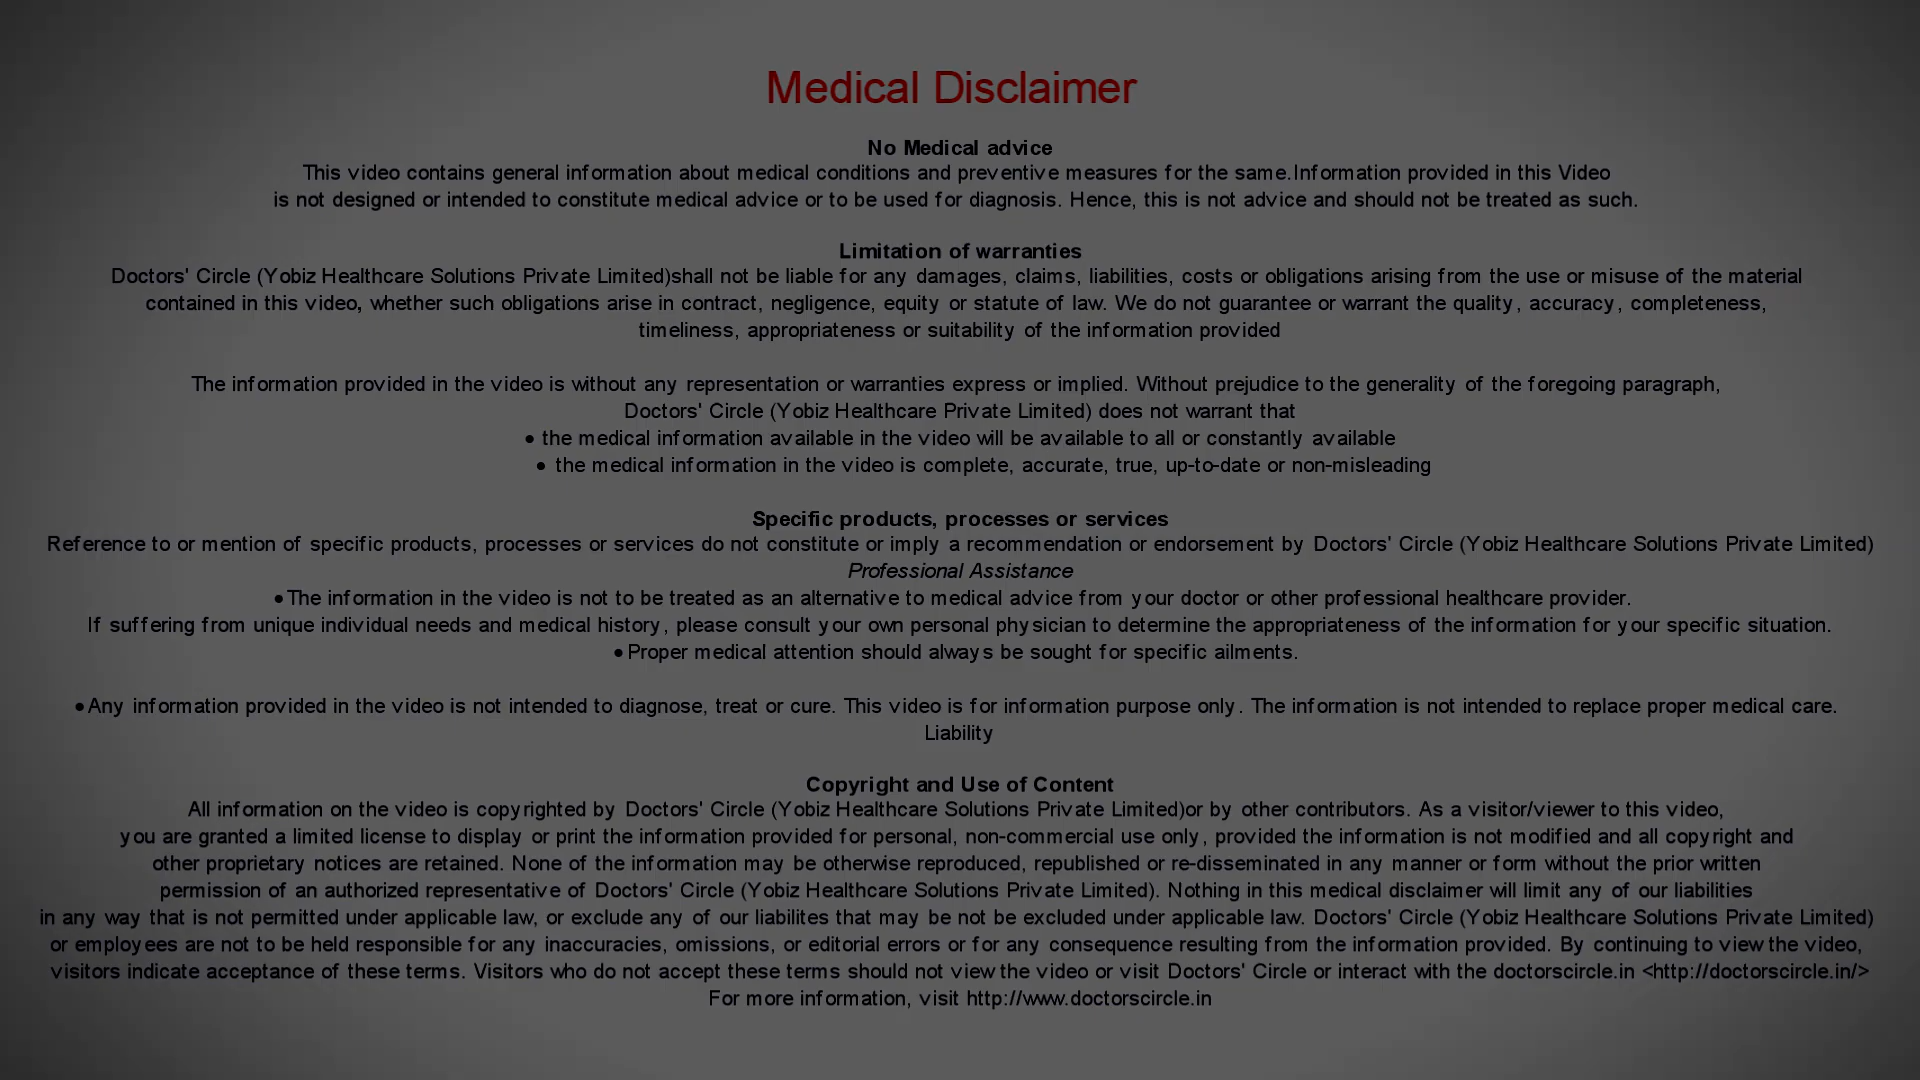 Medical Disclaimer
No Medical advice
This video contains general information about medical conditions and preventive measures for the same.Information provided in this Video
is not designed or intended to constitute medical advice or to be used for diagnosis. Hence, this is not advice and should not be treated as such.
Limitation of warranties
Doctors' Circle (Yobiz Healthcare Solutions Private Limited)shall not be liable for any damages, claims, liabilities, costs or obligations arising from the use or misuse of the material
contained in this video, whether such obligations arise in contract, negligence, equity or statute of law. We do not guarantee or warrant the quality, accuracy, completeness,
timeliness, appropriateness or suitability of the information provided
The information provided in the video is without any representation or warranties express or implied. Without prejudice to the generality of the foregoing paragraph,
Doctors' Circle (Yobiz Healthcare Private Limited) does not warrant that
• the medical information available in the video will be available to all or constantly available
• the medical information in the video is complete, accurate, true, up-to-date or non-misleading
Specific products, processes or services
Reference to or mention of specific products, processes or services do not constitute or imply a recommendation or endorsement by Doctors' Circle (Yobiz Healthcare Solutions Private Limited)
Professional Assistance
•The information in the video is not to be treated as an alternative to medical advice from your doctor or other professional healthcare provider.
If suffering from unique individual needs and medical history, please consult your own personal physician to determine the appropriateness of the information for your specific situation.
•Proper medical attention should always be sought for specific ailments.
•Any information provided in the video is not intended to diagnose, treat or cure. This video is for information purpose only. The information is not intended to replace proper medical care.
Liability
Copyright and Use of Content
All information on the video is copyrighted by Doctors' Circle (Yobiz Healthcare Solutions Private Limited)or by other contributors. As a visitor/viewer to this video,
you are granted a limited license to display or print the information provided for personal, non-commercial use only, provided the information is not modified and all copyright and
other proprietary notices are retained. None of the information may be otherwise reproduced, republished or re-disseminated in any manner or form without the prior written
permission of an authorized representative of Doctors' Circle (Yobiz Healthcare Solutions Private Limited). Nothing in this medical disclaimer will limit any of our liabilities
in any way that is not permitted under applicable law, or exclude any of our liabilites that may be not be excluded under applicable law. Doctors' Circle (Yobiz Healthcare Solutions Private Limited)
or employees are not to be held responsible for any inaccuracies, omissions, or editorial errors or for any consequence resulting from the information provided. By continuing to view the video,
visitors indicate acceptance of these terms. Visitors who do not accept these terms should not view the video or visit Doctors' Circle or interact with the doctorscircle.in <http://doctorscircle.in/>
For more information, visit http://www.doctorscircle.in